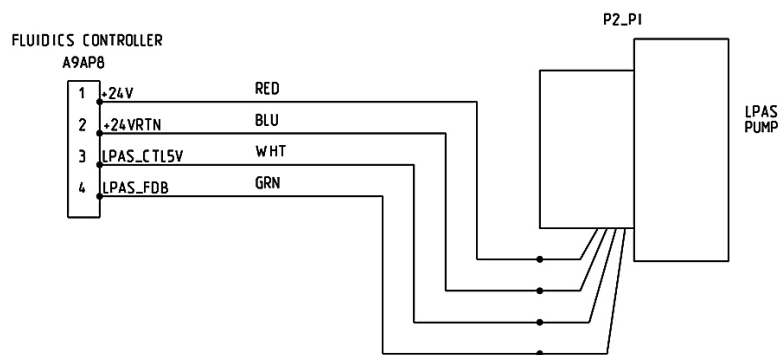 P2_P1
FLUIDICS CONTROLLER
A9AP8
1 +24V RED
2 +24VRTN BLU
3 LPAS_CTL5V WHT
4 LPAS_FDB GRN
LPAS
PUMP